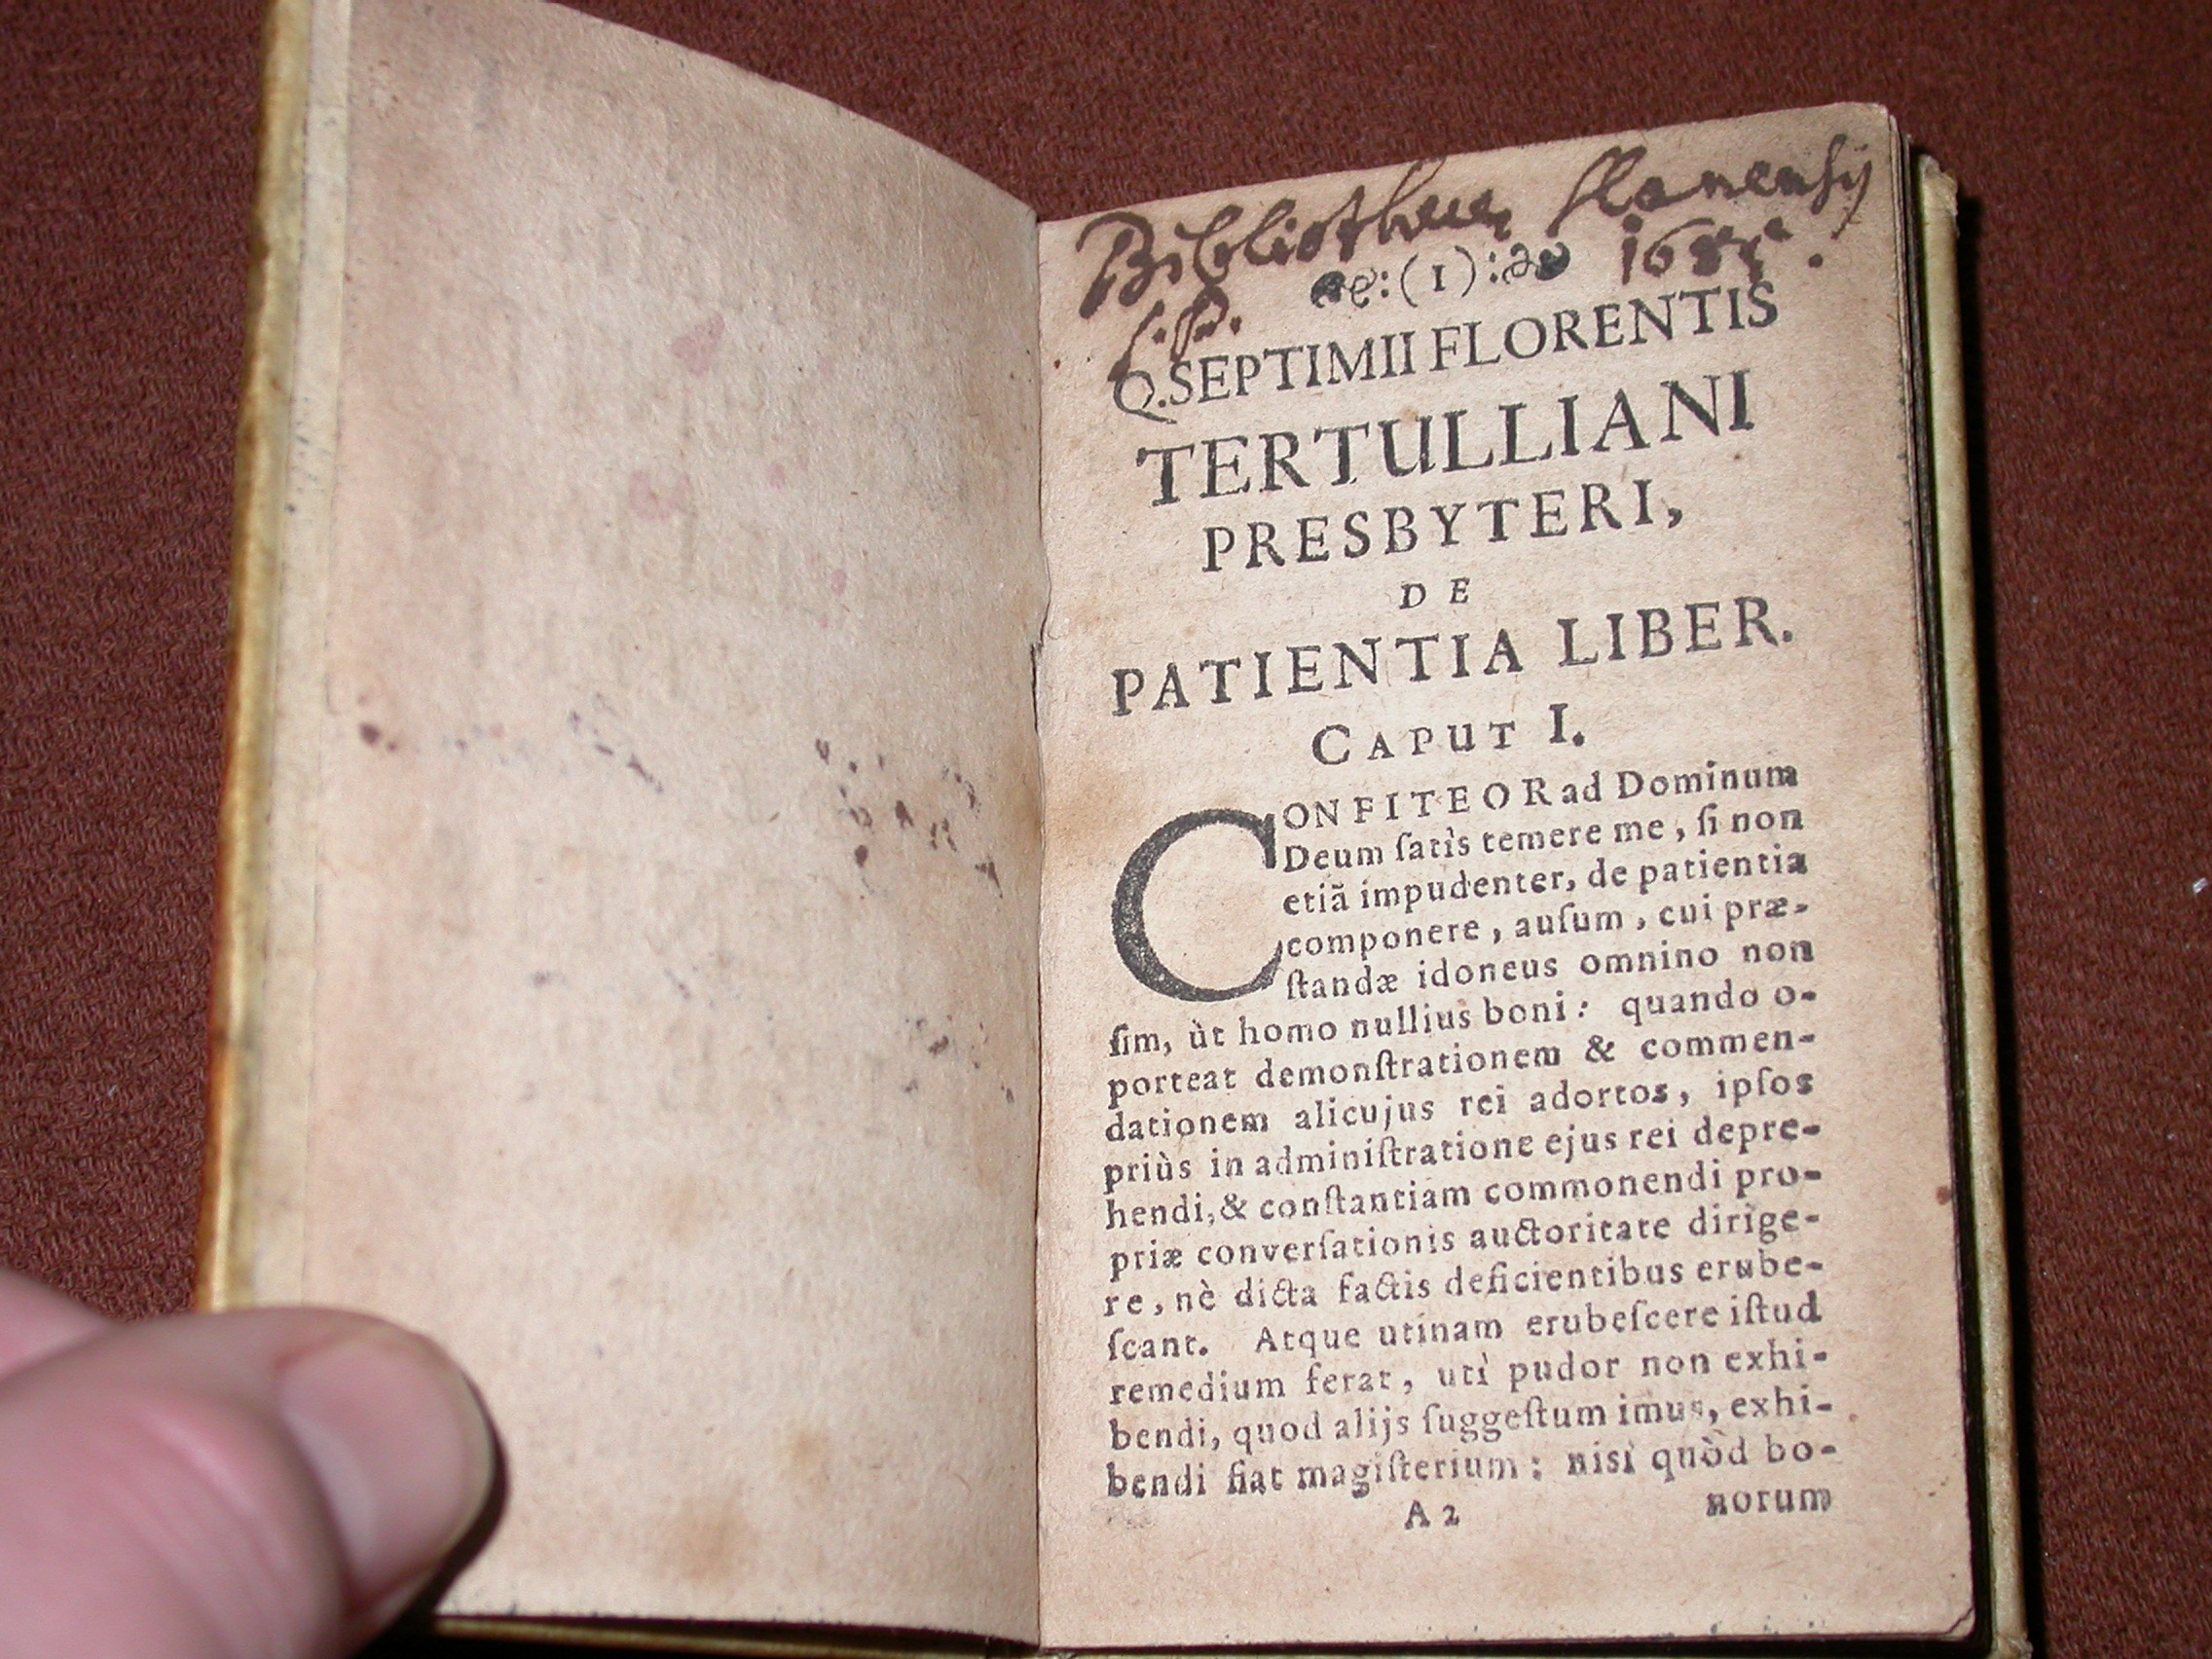 Bibliothecæ
1685.
:(1):
Q. SEPTIMII FLORENTIS
TERTULLIANI
PRESBYTERI,
DE
PATIENTIA LIBER.
CAPUT I.
CONFITEOR ad Dominum
Deum ſatìs temere me, ſi non
etiã impudenter, de patientia
componere, auſum, cui præ-
ſtandæ idoneus omnino non
ſim, ùt homo nullius boni: quando o-
porteat demonſtrationem & commen-
dationem alicujus rei adortos, ipſos
priùs in adminiſtratione ejus rei depre-
hendi, & conſtantiam commonendi pro-
priæ converſationis auctoritate dirige-
re, nè dicta factis deficientibus erube-
ſcant. Atque utinam erubeſcere iſtud
remedium ferat, utì pudor non exhi-
bendi, quod alijs ſuggeſtum imus, exhi-
bendi fiat magiſterium: nisì quòd bo-
A 2 norum